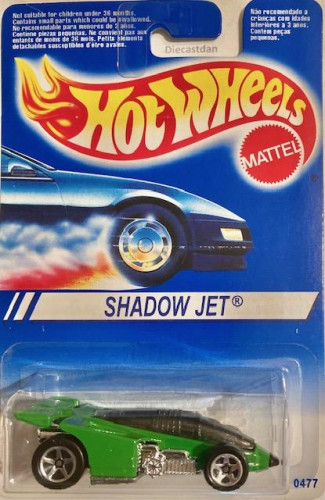 Not suitable for children under 36 months.
Contains small parts which could be swallowed.
No recomendable para menores de 3 años.
Contiene piezas pequeñas. Ne convient pas aux
enfants de moins de 36 mois. Petits éléments
detachables susceptibles d'être avalés.
Não recomendado a
crianças com idades
inferiores a 3 anos.
Contem peças
pequenas.
Diecastdan
HOT WHEELS
MATTEL
SHADOW JET®
0477